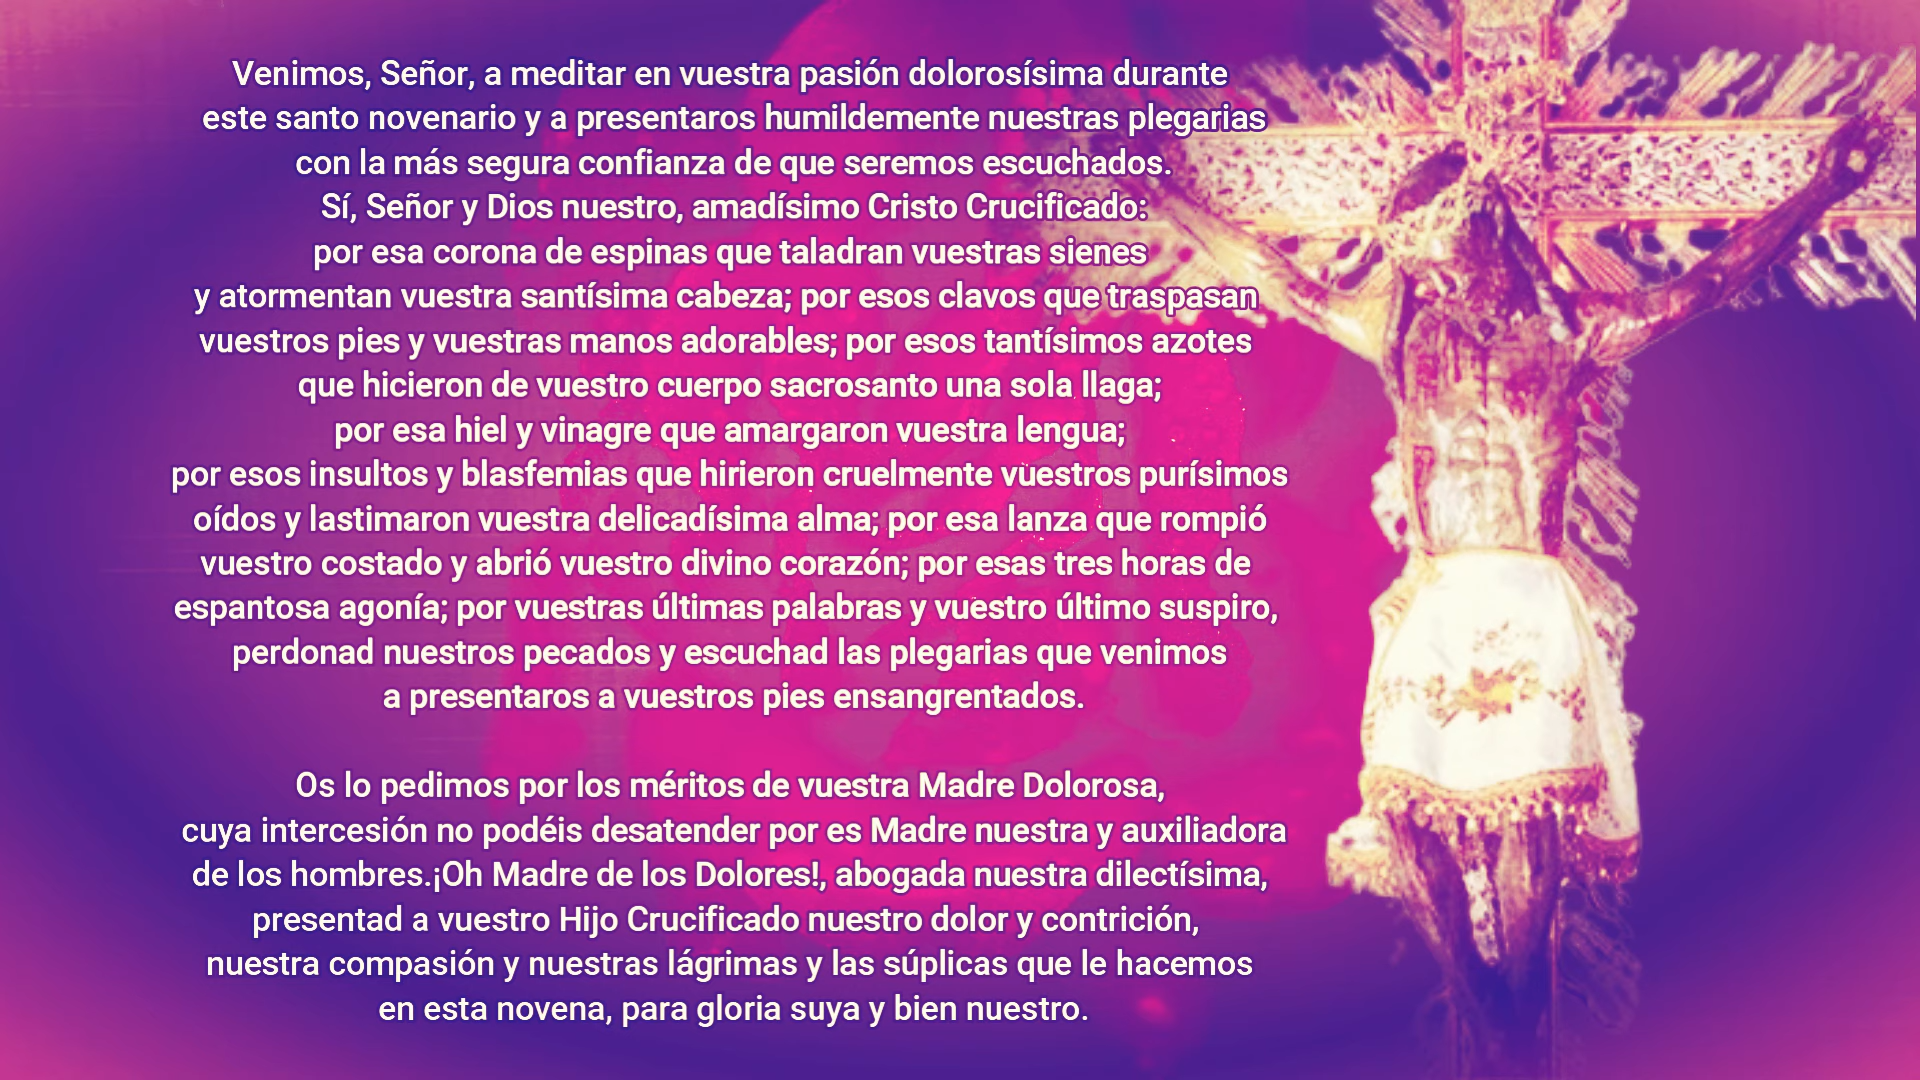 Venimos, Señor, a meditar en vuestra pasión dolorosísima durante
este santo novenario y a presentaros humildemente nuestras plegarias
con la más segura confianza de que seremos escuchados.
Sí, Señor y Dios nuestro, amadísimo Cristo Crucificado:
por esa corona de espinas que taladran vuestras sienes
y atormentan vuestra santísima cabeza; por esos clavos que traspasan
vuestros pies y vuestras manos adorables; por esos tantísimos azotes
que hicieron de vuestro cuerpo sacrosanto una sola llaga;
por esa hiel y vinagre que amargaron vuestra lengua;
por esos insultos y blasfemias que hirieron cruelmente vuestros purísimos
oídos y lastimaron vuestra delicadísima alma; por esa lanza que rompió
vuestro costado y abrió vuestro divino corazón; por esas tres horas de
espantosa agonía; por vuestras últimas palabras y vuestro último suspiro,
perdonad nuestros pecados y escuchad las plegarias que venimos
a presentaros a vuestros pies ensangrentados.
Os lo pedimos por los méritos de vuestra Madre Dolorosa,
cuya intercesión no podéis desatender por es Madre nuestra y auxiliadora
de los hombres.¡Oh Madre de los Dolores!, abogada nuestra dilectísima,
presentad a vuestro Hijo Crucificado nuestro dolor y contrición,
nuestra compasión y nuestras lágrimas y las súplicas que le hacemos
en esta novena, para gloria suya y bien nuestro.